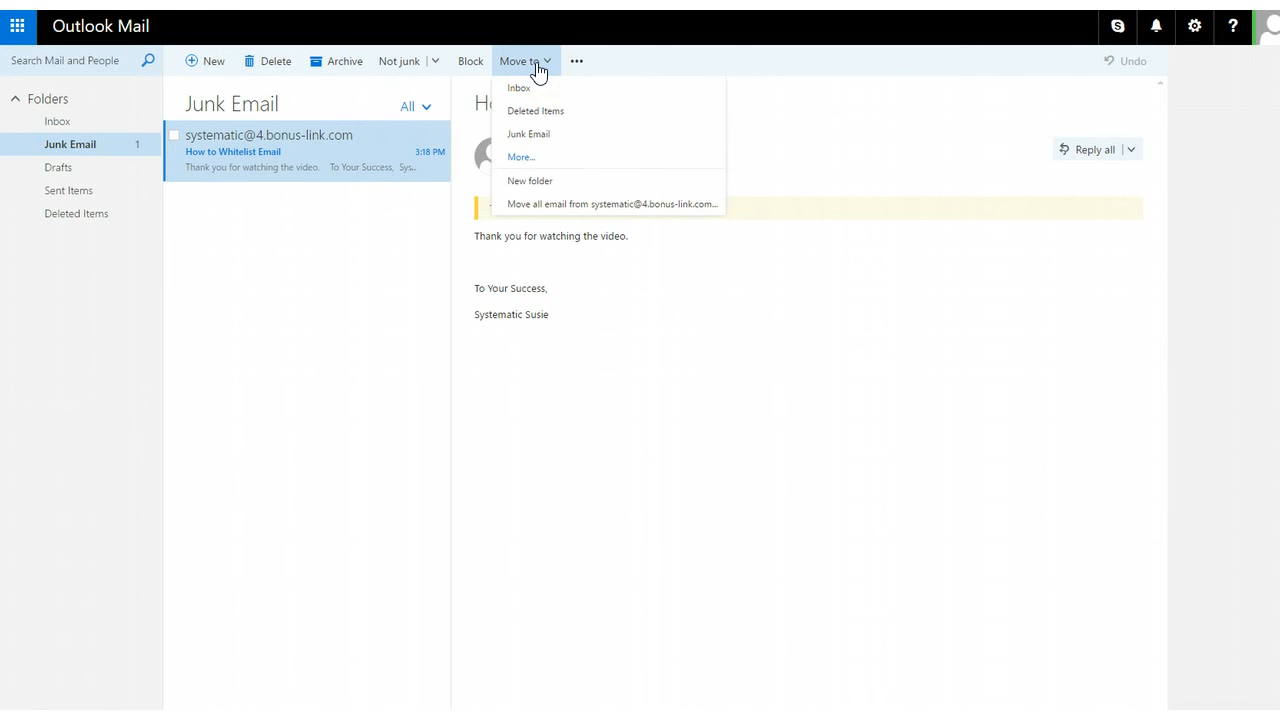 Outlook Mail
?
Search Mail and People
New Delete Archive Not junk Block Move to Undo
Folders
Inbox
Junk Email 1
Drafts
Sent Items
Deleted Items
Junk Email All
systematic@4.bonus-link.com
How to Whitelist Email 3:18 PM
Thank you for watching the video. To Your Success, Sys...
Inbox
Deleted Items
Junk Email
More...
New folder
Move all email from systematic@4.bonus-link.com...
Reply all
Thank you for watching the video.
To Your Success,
Systematic Susie